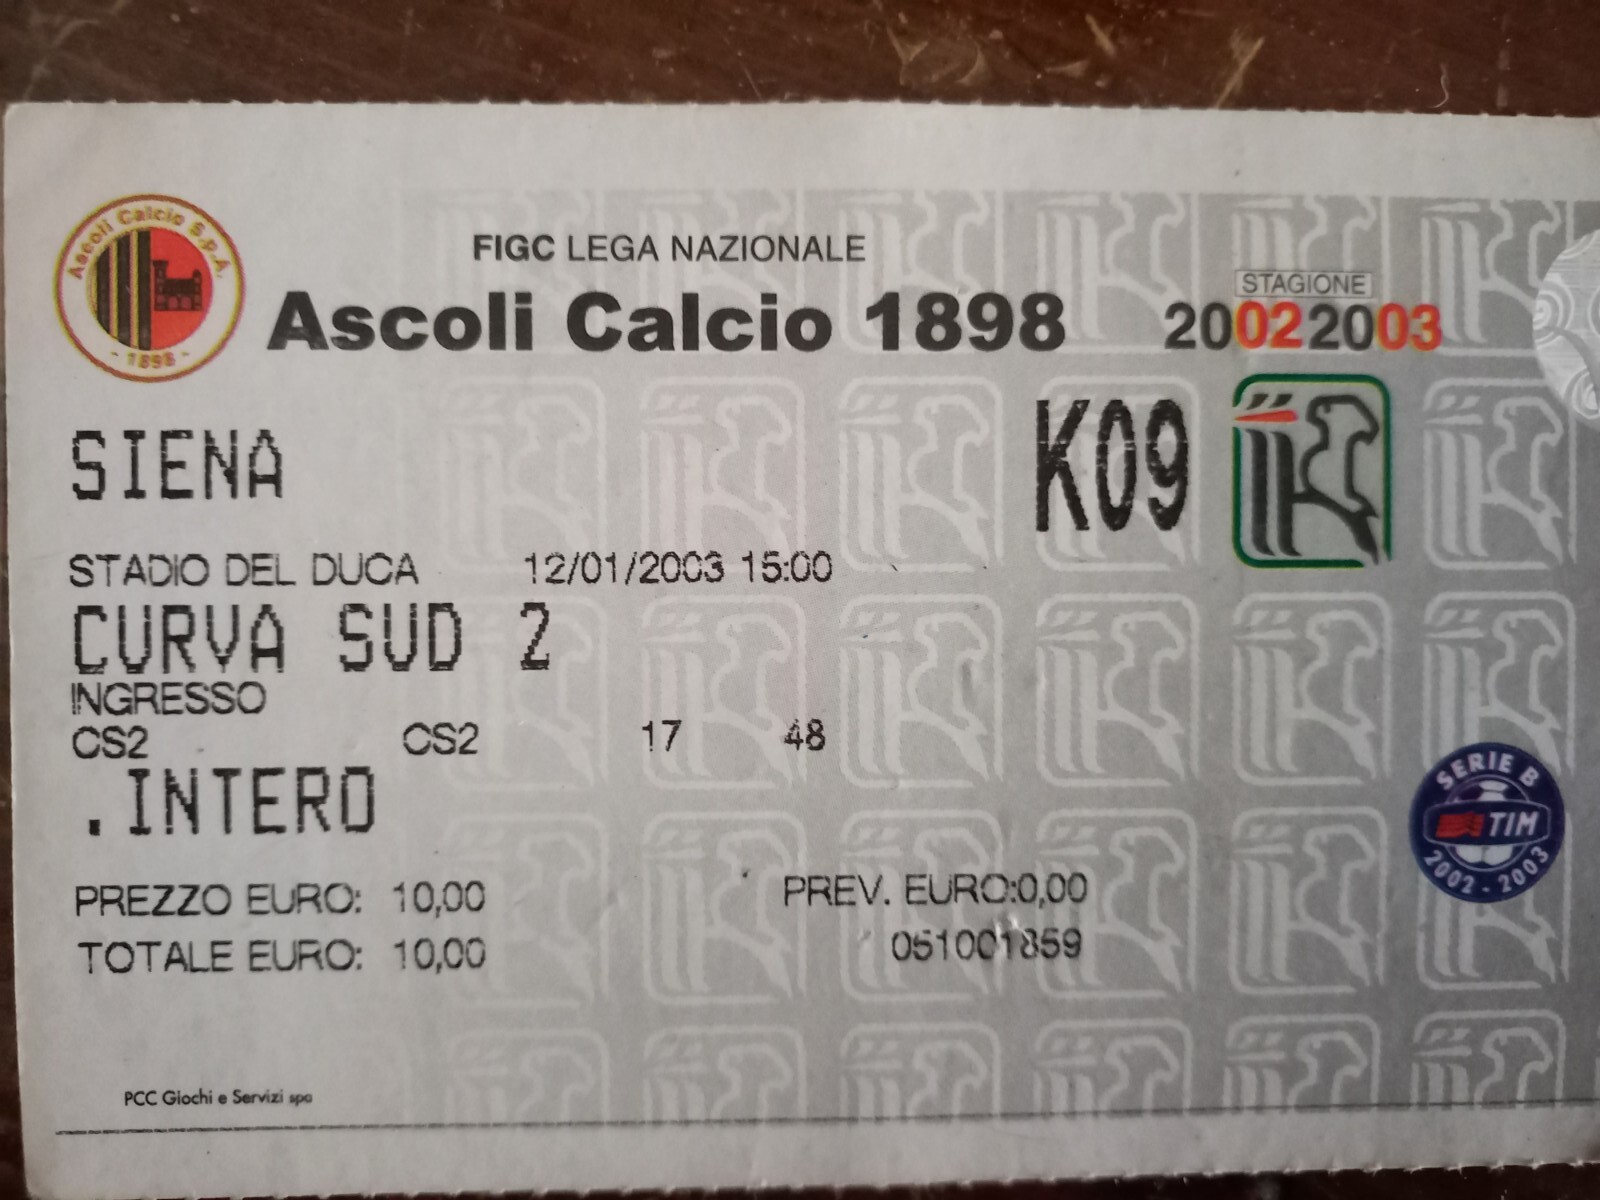 Ascoli Calcio S.p.A.
- 1898 -
FIGC LEGA NAZIONALE
Ascoli Calcio 1898
STAGIONE
20022003
SIENA
K09
STADIO DEL DUCA 12/01/2003 15:00
CURVA SUD 2
INGRESSO
CS2 CS2 17 48
.INTERO
SERIE B
TIM
2002 - 2003
PREZZO EURO: 10,00 PREV. EURO:0,00
TOTALE EURO: 10,00 051001859
PCC Giochi e Servizi spa